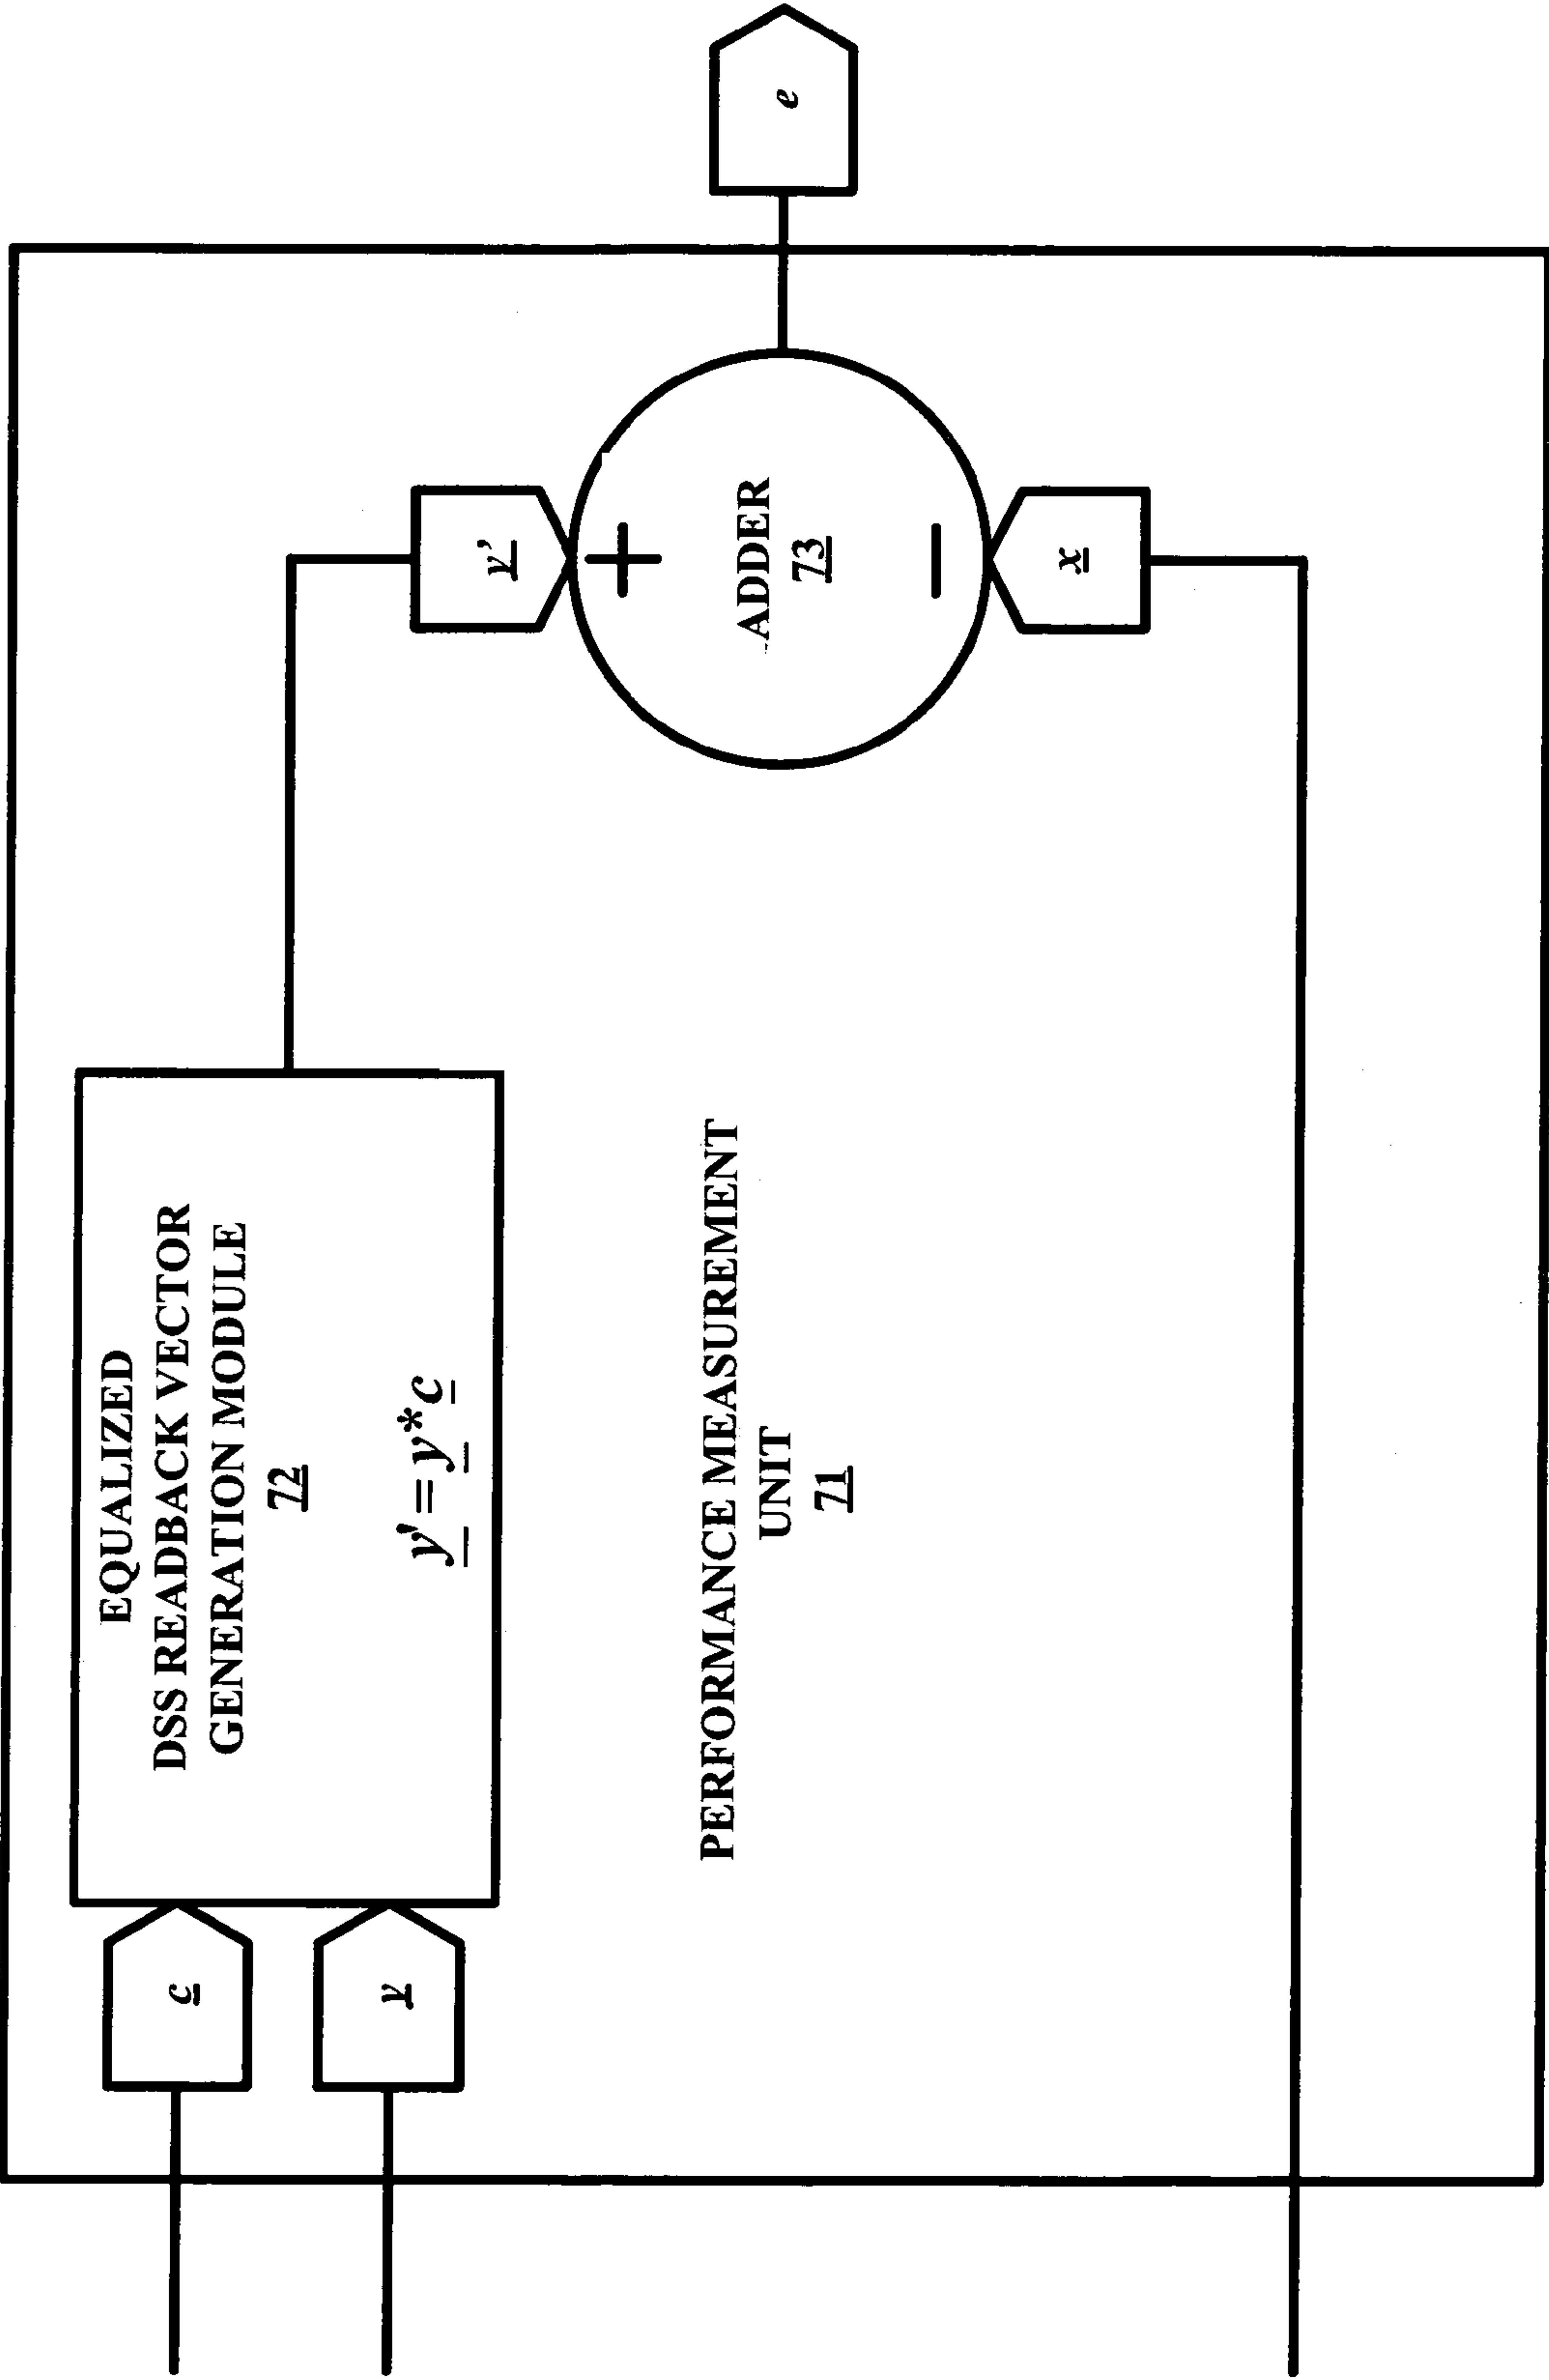 c
y
EQUALIZED
DSS READBACK VECTOR
GENERATION MODULE
72
y' = y * c
PERFORMANCE MEASUREMENT
UNIT
71
y'
+
ADDER
73
−
x
e